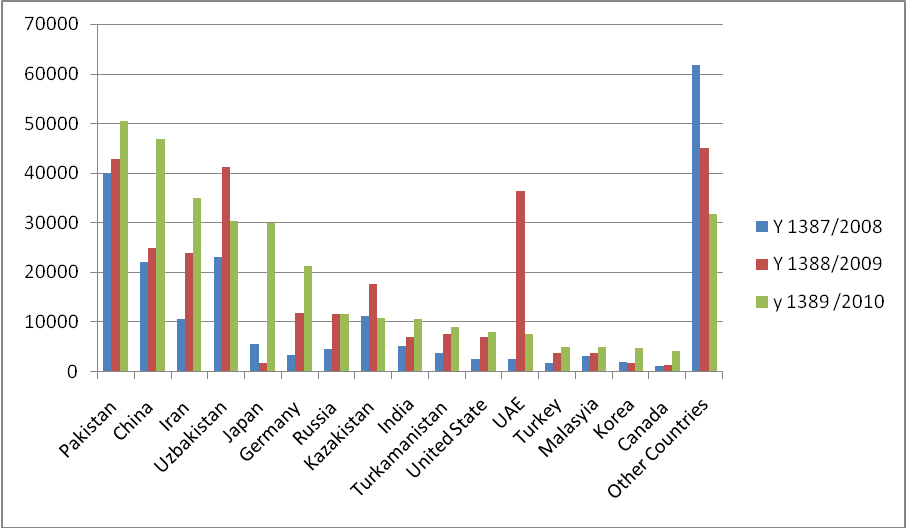 70000
60000
50000
40000
30000
20000
10000
0
Pakistan
China
Iran
Uzbakistan
Japan
Germany
Russia
Kazakistan
India
Turkamanistan
United State
UAE
Turkey
Malasyia
Korea
Canada
Other Countries
Y 1387/2008
Y 1388/2009
y 1389 /2010